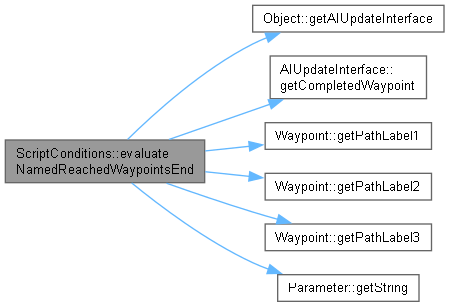 Object::getAIUpdateInterface
AIUpdateInterface::
getCompletedWaypoint
ScriptConditions::evaluate
NamedReachedWaypointsEnd
Waypoint::getPathLabel1
Waypoint::getPathLabel2
Waypoint::getPathLabel3
Parameter::getString